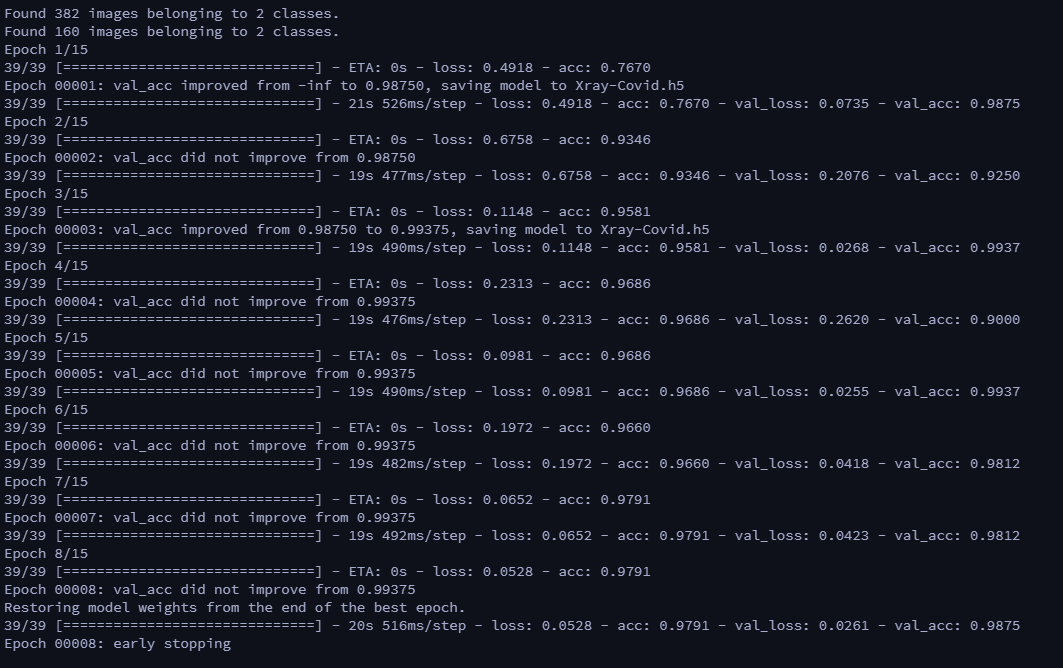 Found 382 images belonging to 2 classes.
Found 160 images belonging to 2 classes.
Epoch 1/15
39/39 [==============================] - ETA: 0s - loss: 0.4918 - acc: 0.7670
Epoch 00001: val_acc improved from -inf to 0.98750, saving model to Xray-Covid.h5
39/39 [==============================] - 21s 526ms/step - loss: 0.4918 - acc: 0.7670 - val_loss: 0.0735 - val_acc: 0.9875
Epoch 2/15
39/39 [==============================] - ETA: 0s - loss: 0.6758 - acc: 0.9346
Epoch 00002: val_acc did not improve from 0.98750
39/39 [==============================] - 19s 477ms/step - loss: 0.6758 - acc: 0.9346 - val_loss: 0.2076 - val_acc: 0.9250
Epoch 3/15
39/39 [==============================] - ETA: 0s - loss: 0.1148 - acc: 0.9581
Epoch 00003: val_acc improved from 0.98750 to 0.99375, saving model to Xray-Covid.h5
39/39 [==============================] - 19s 490ms/step - loss: 0.1148 - acc: 0.9581 - val_loss: 0.0268 - val_acc: 0.9937
Epoch 4/15
39/39 [==============================] - ETA: 0s - loss: 0.2313 - acc: 0.9686
Epoch 00004: val_acc did not improve from 0.99375
39/39 [==============================] - 19s 476ms/step - loss: 0.2313 - acc: 0.9686 - val_loss: 0.2620 - val_acc: 0.9000
Epoch 5/15
39/39 [==============================] - ETA: 0s - loss: 0.0981 - acc: 0.9686
Epoch 00005: val_acc did not improve from 0.99375
39/39 [==============================] - 19s 490ms/step - loss: 0.0981 - acc: 0.9686 - val_loss: 0.0255 - val_acc: 0.9937
Epoch 6/15
39/39 [==============================] - ETA: 0s - loss: 0.1972 - acc: 0.9660
Epoch 00006: val_acc did not improve from 0.99375
39/39 [==============================] - 19s 482ms/step - loss: 0.1972 - acc: 0.9660 - val_loss: 0.0418 - val_acc: 0.9812
Epoch 7/15
39/39 [==============================] - ETA: 0s - loss: 0.0652 - acc: 0.9791
Epoch 00007: val_acc did not improve from 0.99375
39/39 [==============================] - 19s 492ms/step - loss: 0.0652 - acc: 0.9791 - val_loss: 0.0423 - val_acc: 0.9812
Epoch 8/15
39/39 [==============================] - ETA: 0s - loss: 0.0528 - acc: 0.9791
Epoch 00008: val_acc did not improve from 0.99375
Restoring model weights from the end of the best epoch.
39/39 [==============================] - 20s 516ms/step - loss: 0.0528 - acc: 0.9791 - val_loss: 0.0261 - val_acc: 0.9875
Epoch 00008: early stopping